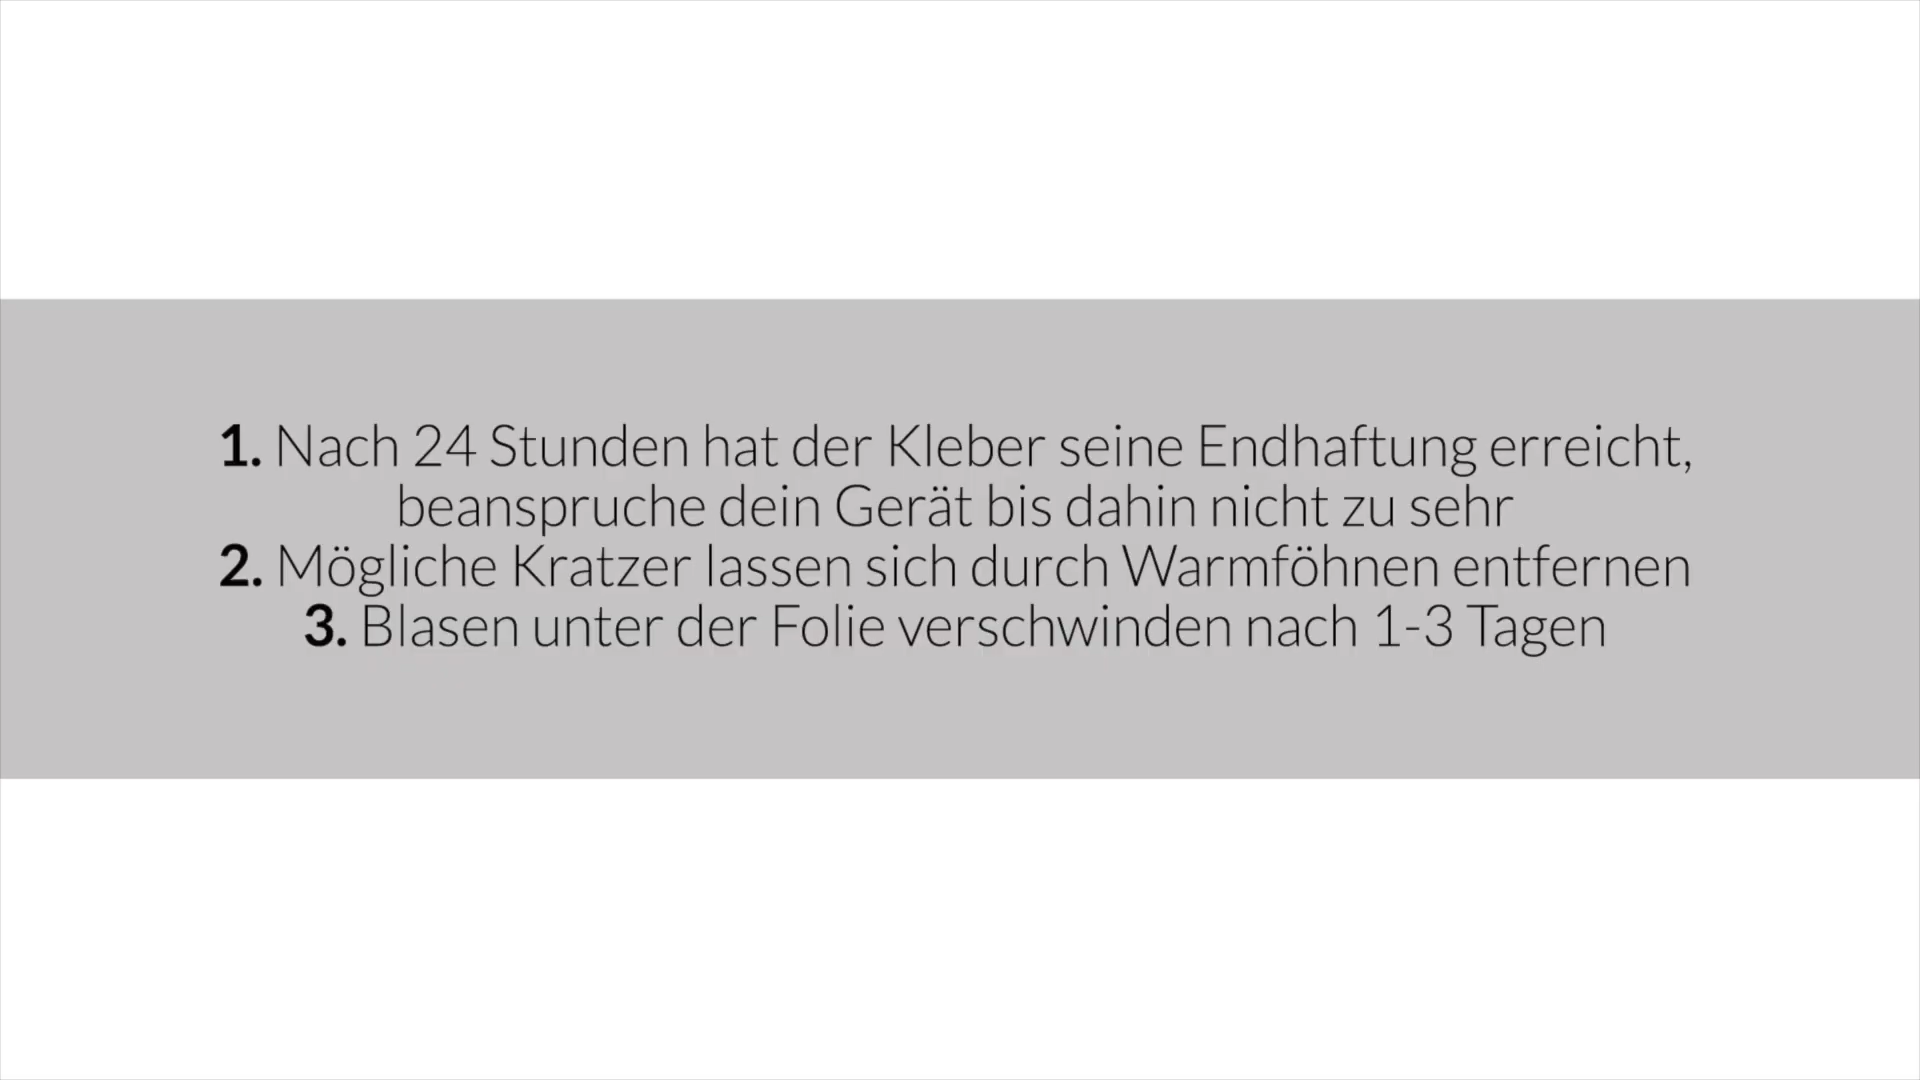 1. Nach 24 Stunden hat der Kleber seine Endhaftung erreicht,
beanspruche dein Gerät bis dahin nicht zu sehr
2. Mögliche Kratzer lassen sich durch Warmföhnen entfernen
3. Blasen unter der Folie verschwinden nach 1-3 Tagen